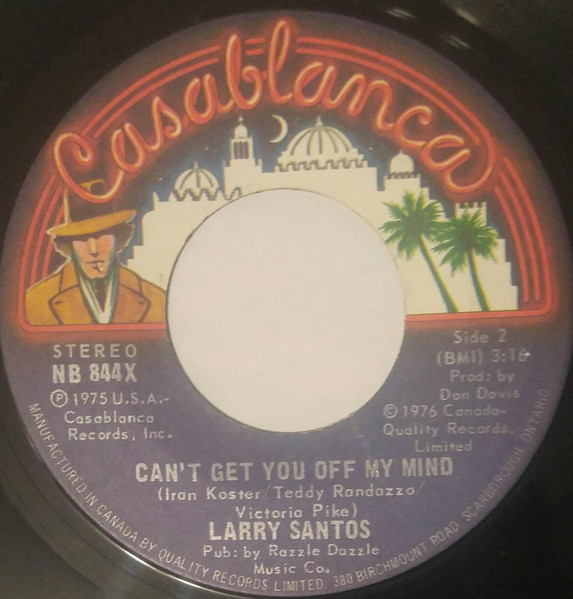 Casablanca
STEREO
NB 844X
Ⓟ 1975 U.S.A.-
Casablanca
Records, Inc.
Side 2
(BMI) 3:16
Prod: by
Don Davis
© 1976 Canada-
Quality Records,
Limited
CAN'T GET YOU OFF MY MIND
(Iran Koster/Teddy Randazzo/
Victoria Pike)
LARRY SANTOS
Pub: by Razzle Dazzle
Music Co.
MANUFACTURED IN CANADA BY QUALITY RECORDS LIMITED, 380 BIRCHMOUNT ROAD SCARBOROUGH, ONTARIO